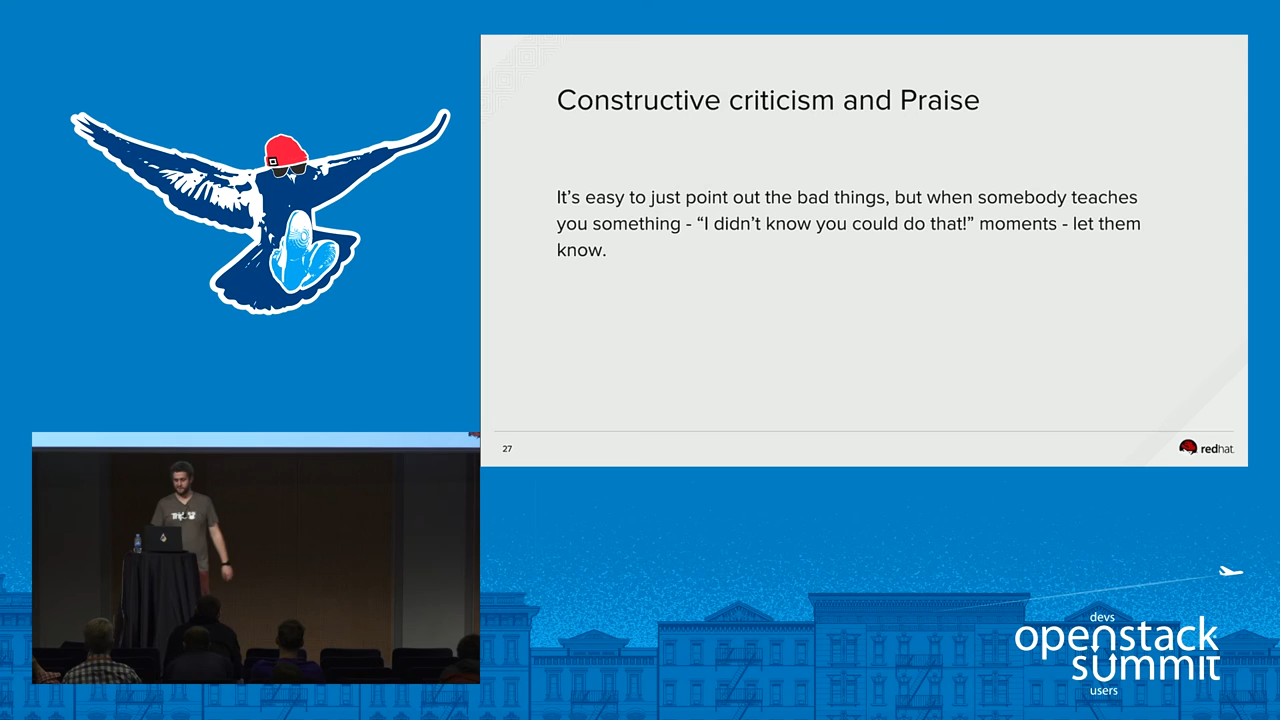 Constructive criticism and Praise
It's easy to just point out the bad things, but when somebody teaches
you something - “I didn't know you could do that!” moments - let them
know.
27
redhat.
devs
openstack
summit
users